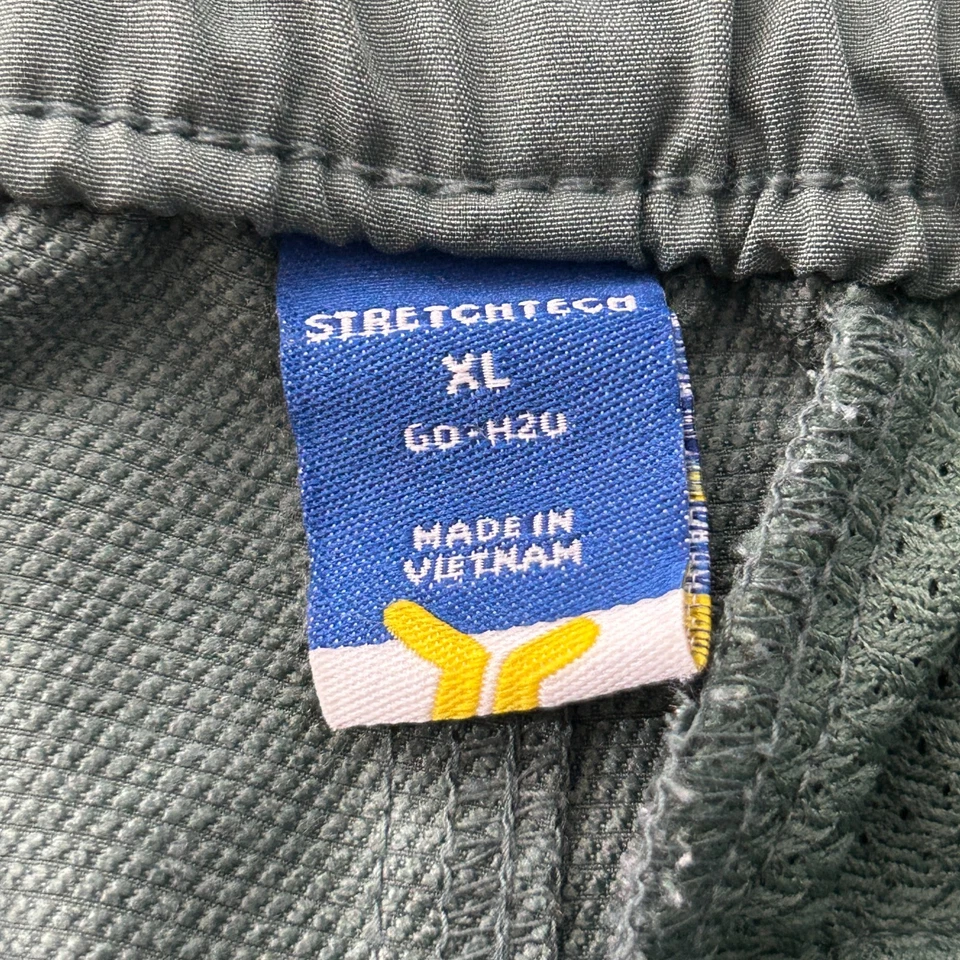 STRETCHTECH
XL
GO-H2O
MADE IN
VIETNAM